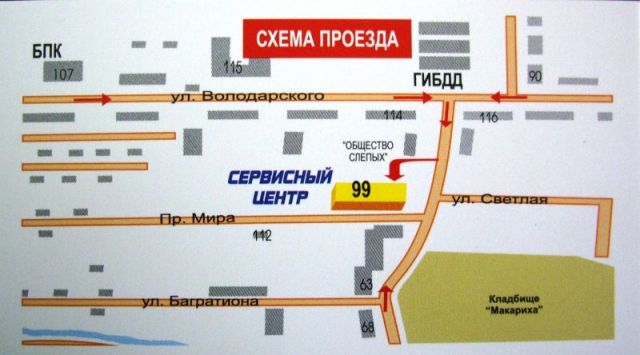 СХЕМА ПРОЕЗДА
БПК
107
115
ГИБДД
90
ул. Володарского
114
116
"ОБЩЕСТВО
СЛЕПЫХ"
СЕРВИСНЫЙ
ЦЕНТР
99
ул. Светлая
Пр. Мира
112
63
ул. Багратиона
68
Кладбище
"Макариха"